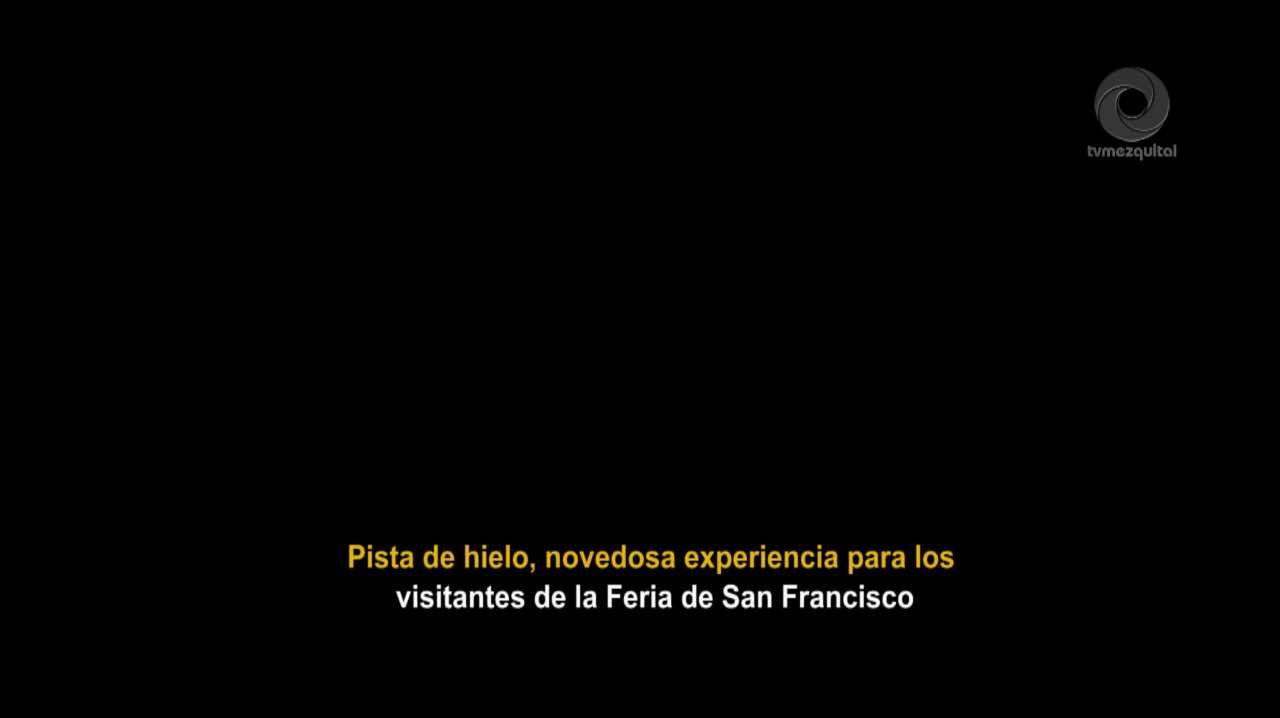 tvmezquital
Pista de hielo, novedosa experiencia para los
visitantes de la Feria de San Francisco